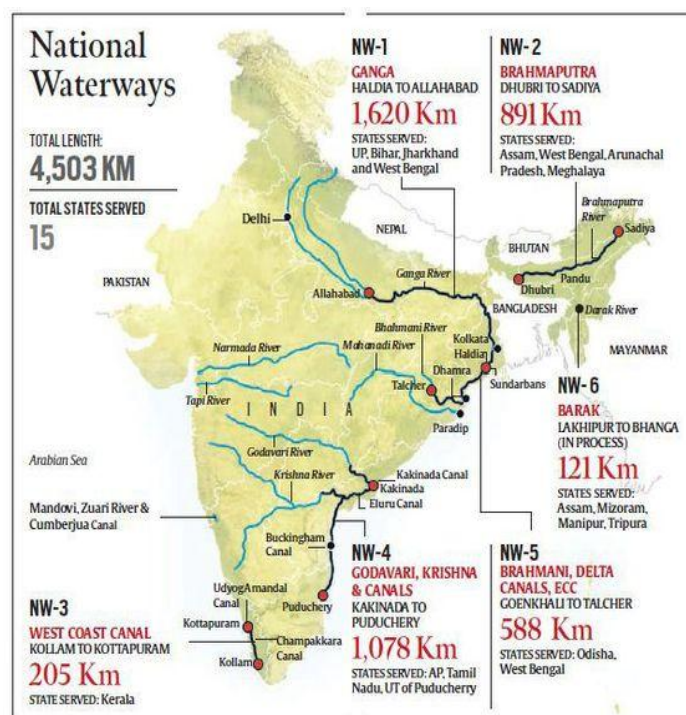 National
Waterways
TOTAL LENGTH:
4,503 KM
TOTAL STATES SERVED
15
NW-1
GANGA
HALDIA TO ALLAHABAD
1,620 Km
STATES SERVED:
UP, Bihar, Jharkhand
and West Bengal
NW-2
BRAHMAPUTRA
DHUBRI TO SADIYA
891 Km
STATES SERVED:
Assam, West Bengal, Arunachal
Pradesh, Meghalaya
Brahmaputra
River
Sadiya
Delhi
NEPAL
BHUTAN
PAKISTAN
Ganga River
Pandu
Dhubri
Allahabad
BANGLADESH
Darak River
Bhahmani River
Kolkata
Narmada River
Mahanadi River
Haldia
MAYANMAR
Dhamra
Talcher
Sundarbans
Tapi River
INDIA
Paradip
NW-6
BARAK
LAKHIPUR TO BHANGA
(IN PROCESS)
121 Km
STATES SERVED:
Assam, Mizoram,
Manipur, Tripura
Arabian Sea
Godavari River
Krishna River
Kakinada Canal
Kakinada
Eluru Canal
Mandovi, Zuari River &
Cumberjua Canal
Buckingham
Canal
NW-4
GODAVARI, KRISHNA
& CANALS
KAKINADA TO
PUDUCHERY
1,078 Km
STATES SERVED: AP, Tamil
Nadu, UT of Puducherry
NW-5
BRAHMANI, DELTA
CANALS, ECC
GOENKHALI TO TALCHER
588 Km
STATES SERVED: Odisha,
West Bengal
UdyogAmandal
Canal
Puduchery
NW-3
WEST COAST CANAL
KOLLAM TO KOTTAPURAM
205 Km
STATE SERVED: Kerala
Kottapuram
Champakkara
Canal
Kollam